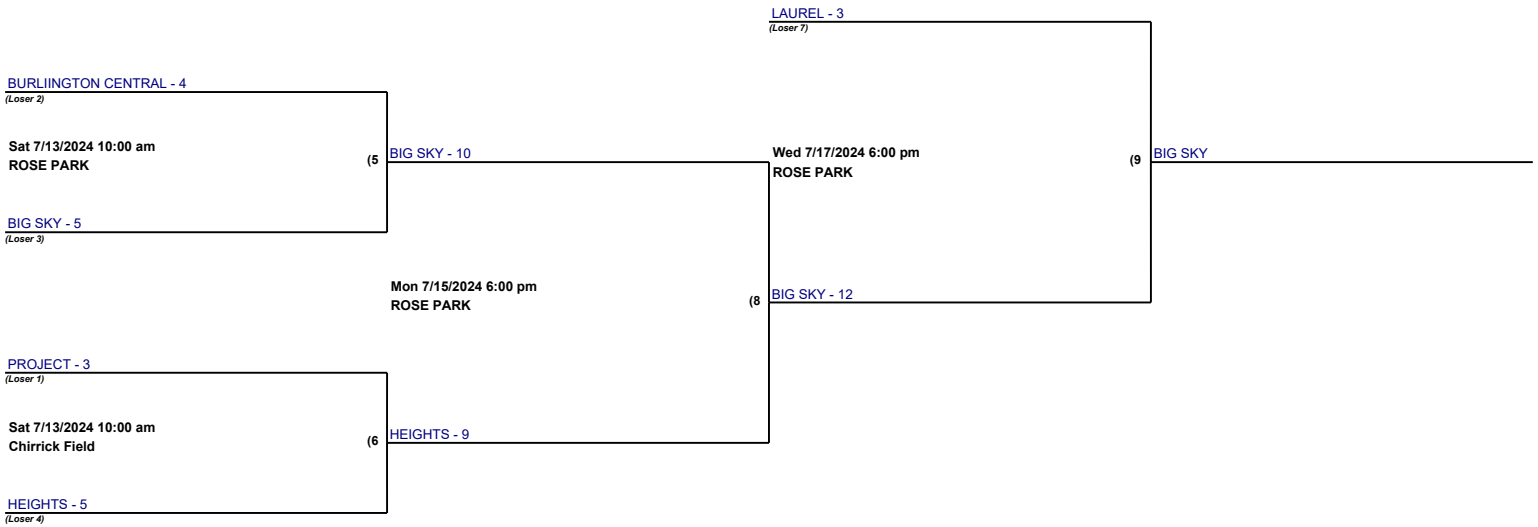 LAUREL - 3
(Loser 7)
BURLIINGTON CENTRAL - 4
(Loser 2)
Sat 7/13/2024 10:00 am
ROSE PARK
(5
BIG SKY - 10
Wed 7/17/2024 6:00 pm
ROSE PARK
(9
BIG SKY
BIG SKY - 5
(Loser 3)
Mon 7/15/2024 6:00 pm
ROSE PARK
(8
BIG SKY - 12
PROJECT - 3
(Loser 1)
Sat 7/13/2024 10:00 am
Chirrick Field
(6
HEIGHTS - 9
HEIGHTS - 5
(Loser 4)